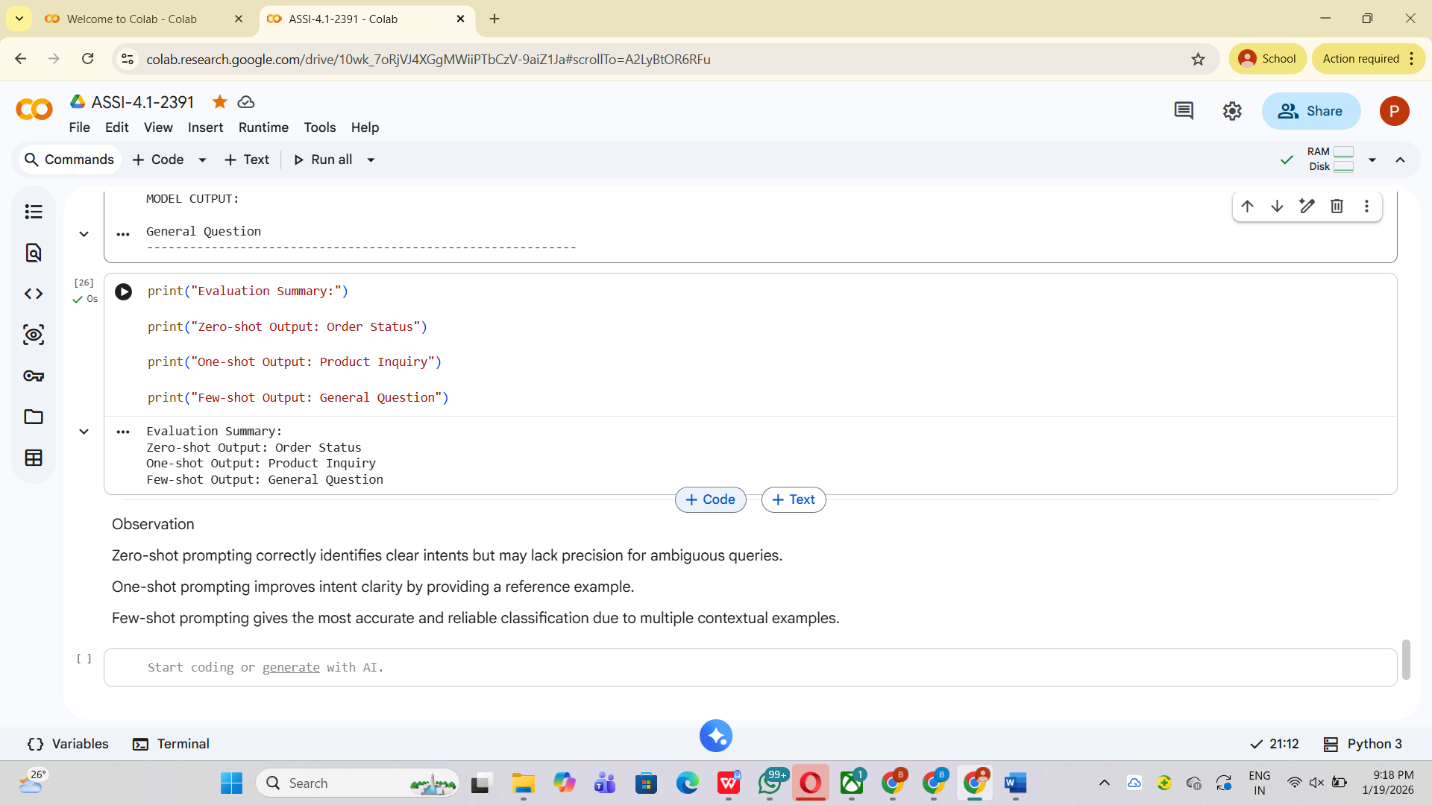 Welcome to Colab - Colab
ASSI-4.1-2391 - Colab
colab.research.google.com/drive/10wk_7oRjVJ4XGgMWiiPTbCzV-9aiZ1Ja#scrollTo=A2LyBtOR6RFu
School
Action required
ASSI-4.1-2391
File Edit View Insert Runtime Tools Help
Share
P
Commands + Code + Text Run all
RAM
Disk
MODEL CUTPUT:
General Question
------------------------------------------------------------
[26]
0s
print("Evaluation Summary:")
print("Zero-shot Output: Order Status")
print("One-shot Output: Product Inquiry")
print("Few-shot Output: General Question")
Evaluation Summary:
Zero-shot Output: Order Status
One-shot Output: Product Inquiry
Few-shot Output: General Question
+ Code + Text
Observation
Zero-shot prompting correctly identifies clear intents but may lack precision for ambiguous queries.
One-shot prompting improves intent clarity by providing a reference example.
Few-shot prompting gives the most accurate and reliable classification due to multiple contextual examples.
[ ]
Start coding or generate with AI.
{} Variables Terminal
21:12 Python 3
26°
Search
99+
1
B
B
W
ENG
IN
9:18 PM
1/19/2026